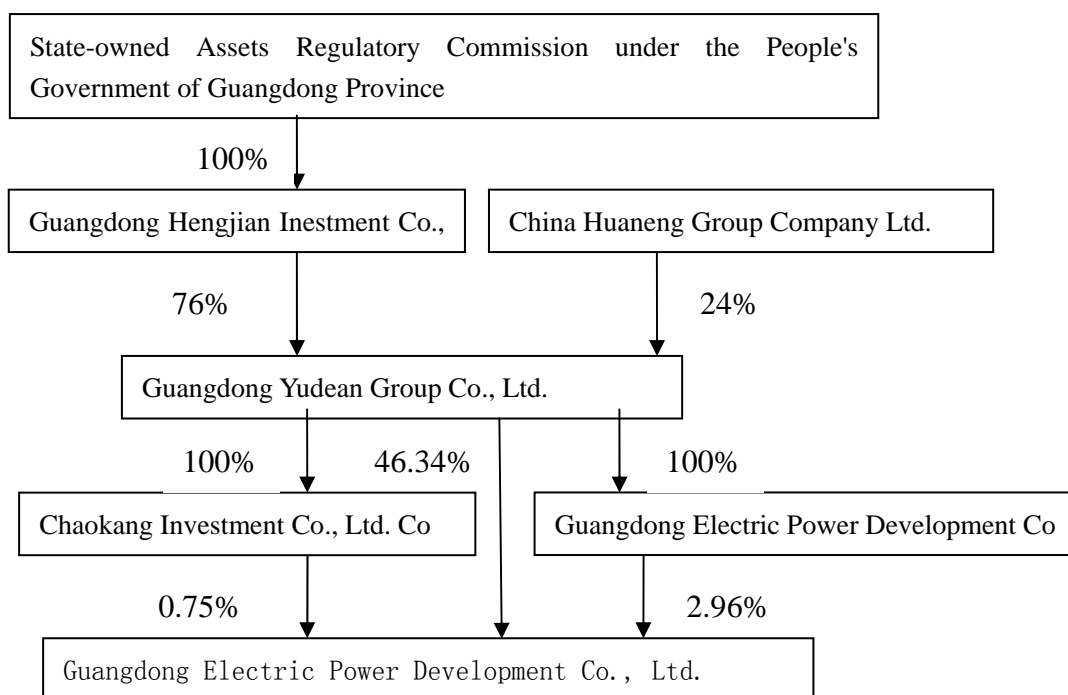 State-owned Assets Regulatory Commission under the People's
Government of Guangdong Province
100%
Guangdong Hengjian Inestment Co.,
China Huaneng Group Company Ltd.
76%
24%
Guangdong Yudean Group Co., Ltd.
100%
46.34%
100%
Chaokang Investment Co., Ltd. Co
Guangdong Electric Power Development Co
0.75%
2.96%
Guangdong Electric Power Development Co., Ltd.